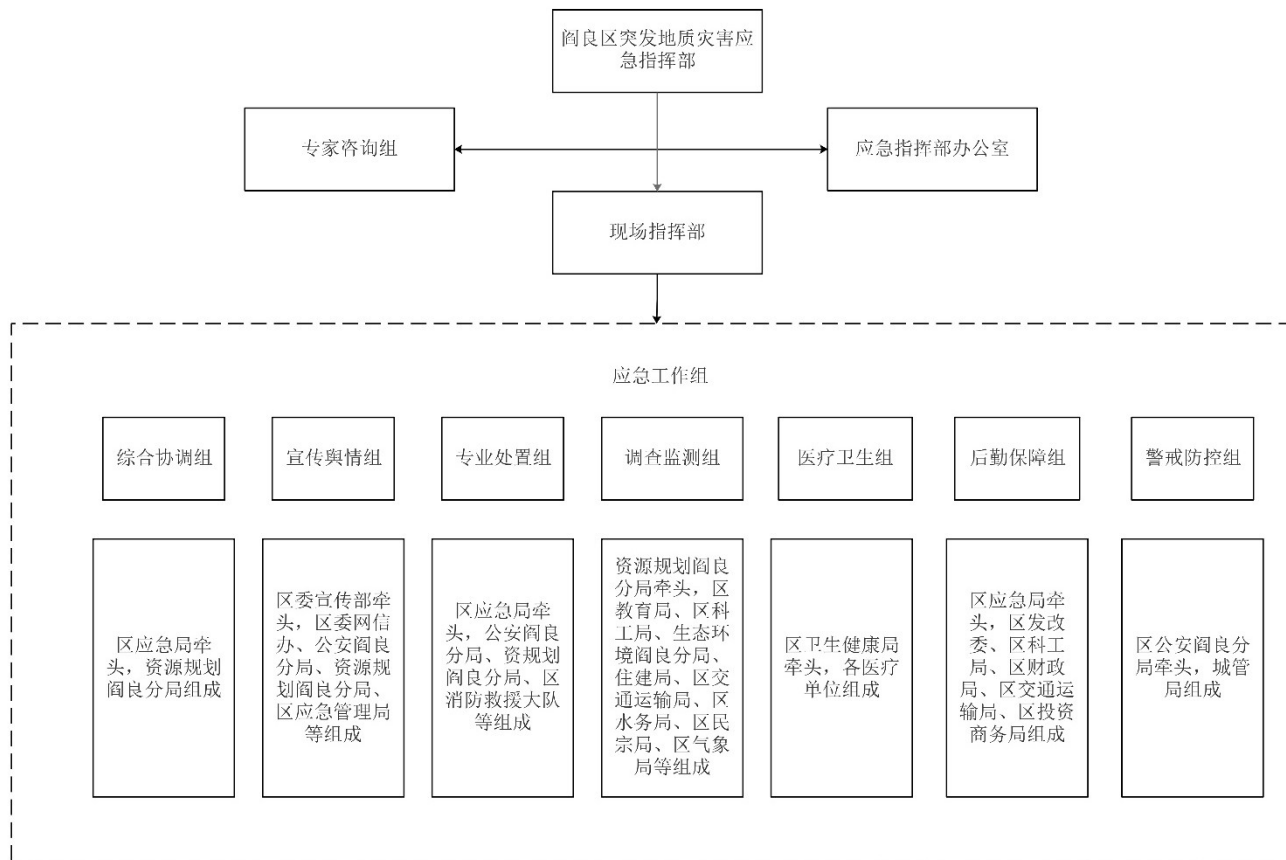 阎良区突发地质灾害应
急指挥部
专家咨询组
应急指挥部办公室
现场指挥部
应急工作组
综合协调组
宣传舆情组
专业处置组
调查监测组
医疗卫生组
后勤保障组
警戒防控组
区应急局牵
头，资源规划
阎良分局组成
区委宣传部牵
头，区委网信
办、公安阎良
分局、资源规
划阎良分局、
区应急管理局
等组成
区应急局牵
头，公安阎良
分局、资规划
阎良分局、区
消防救援大队
等组成
资源规划阎良
分局牵头，区
教育局、区科
工局、生态环
境阎良分局、
住建局、区交
通运输局、区
水务局、区民
宗局、区气象
局等组成
区卫生健康局
牵头，各医疗
单位组成
区应急局牵
头，区发改
委、区科工
局、区财政
局、区交通运
输局、区投资
商务局组成
区公安阎良分
局牵头，城管
局组成